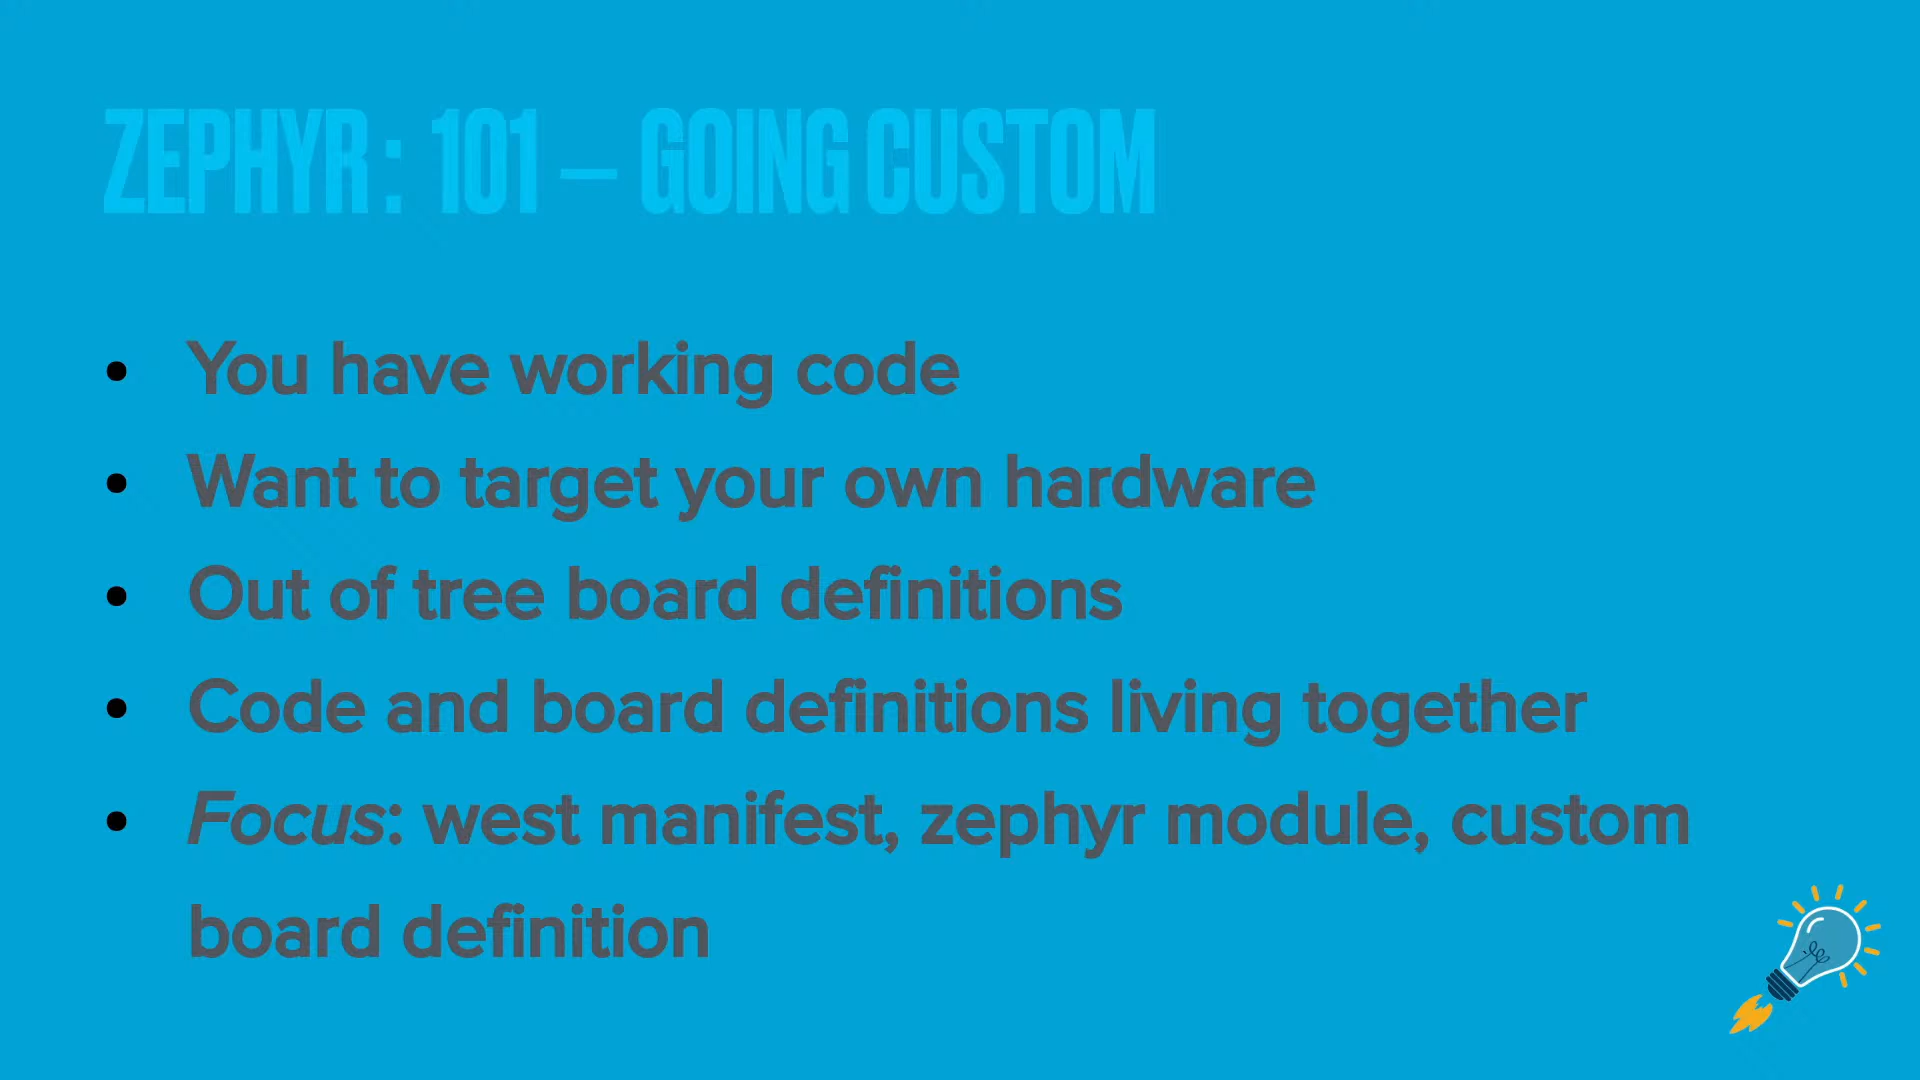 ZEPHYR : 101 – GOING CUSTOM
• You have working code
• Want to target your own hardware
• Out of tree board definitions
• Code and board definitions living together
• Focus: west manifest, zephyr module, custom
board definition